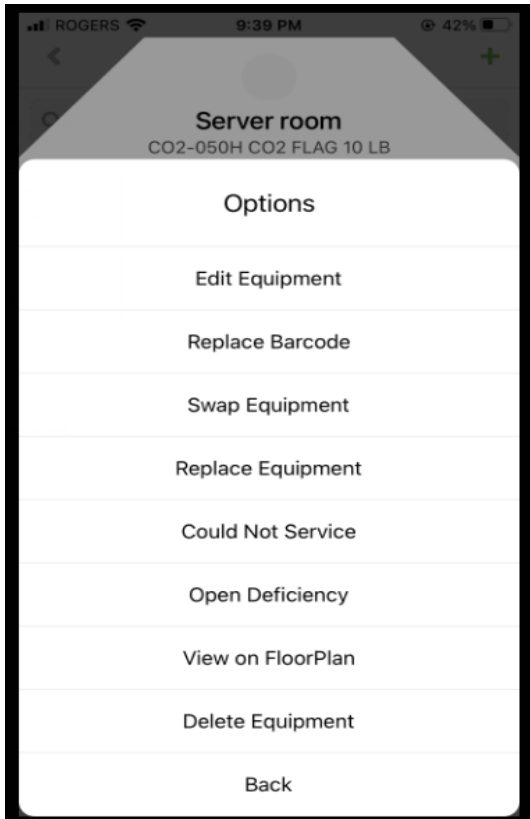 ROGERS 9:39 PM 42%
Server room
CO2-050H CO2 FLAG 10 LB
Options
Edit Equipment
Replace Barcode
Swap Equipment
Replace Equipment
Could Not Service
Open Deficiency
View on FloorPlan
Delete Equipment
Back